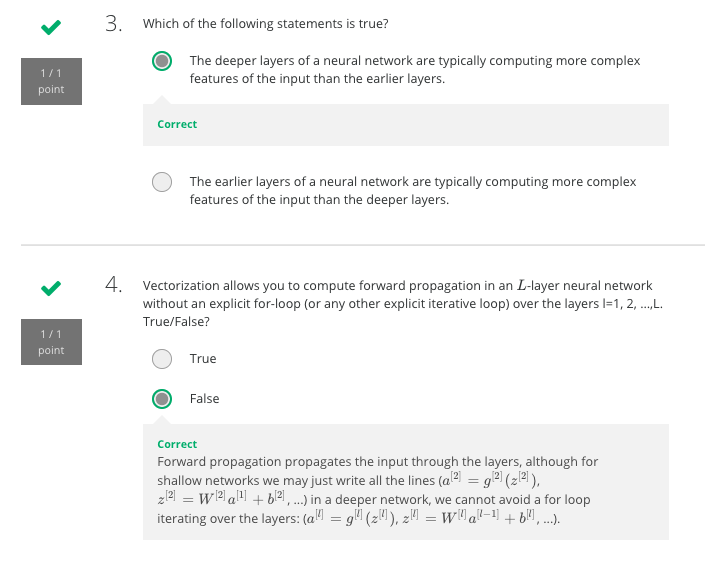 3. Which of the following statements is true?
1 / 1
point
The deeper layers of a neural network are typically computing more complex
features of the input than the earlier layers.
Correct
The earlier layers of a neural network are typically computing more complex
features of the input than the deeper layers.
4. Vectorization allows you to compute forward propagation in an L-layer neural network
without an explicit for-loop (or any other explicit iterative loop) over the layers l=1, 2, ...,L.
True/False?
1 / 1
point
True
False
Correct
Forward propagation propagates the input through the layers, although for
shallow networks we may just write all the lines (a^{[2]} = g^{[2]}(z^{[2]}),
z^{[2]} = W^{[2]}a^{[1]} + b^{[2]}, ...) in a deeper network, we cannot avoid a for loop
iterating over the layers: (a^{[l]} = g^{[l]}(z^{[l]}), z^{[l]} = W^{[l]}a^{[l−1]} + b^{[l]}, ...).